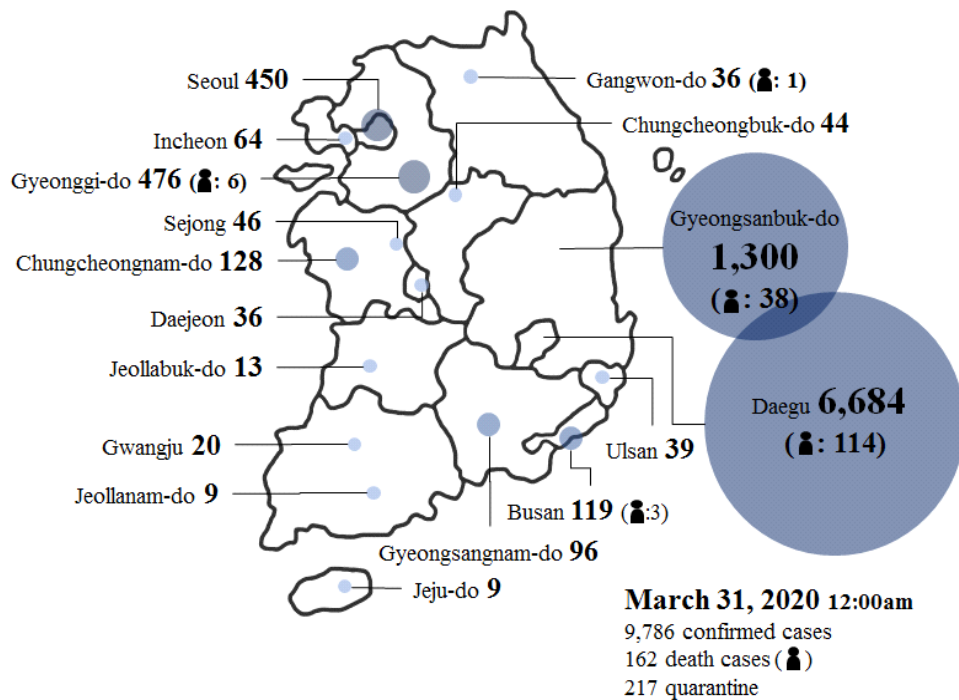 Seoul 450
Gangwon-do 36 (: 1)
Chungcheongbuk-do 44
Incheon 64
Gyeonggi-do 476 (: 6)
Sejong 46
Gyeongsanbuk-do
1,300
(: 38)
Chungcheongnam-do 128
Daejeon 36
Jeollabuk-do 13
Daegu 6,684
(: 114)
Gwangju 20
Ulsan 39
Jeollanam-do 9
Busan 119 (:3)
Gyeongsangnam-do 96
Jeju-do 9
March 31, 2020 12:00am
9,786 confirmed cases
162 death cases ()
217 quarantine